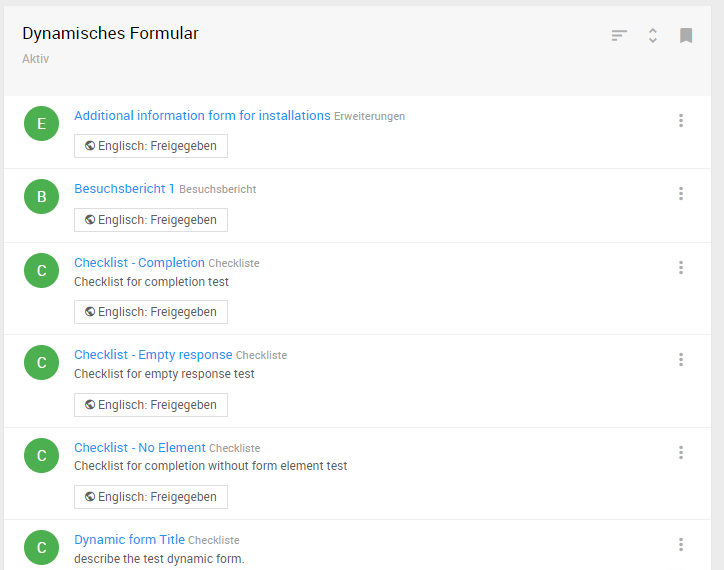 Dynamisches Formular
Aktiv
E
Additional information form for installations Erweiterungen
Englisch: Freigegeben
B
Besuchsbericht 1 Besuchsbericht
Englisch: Freigegeben
C
Checklist - Completion Checkliste
Checklist for completion test
Englisch: Freigegeben
C
Checklist - Empty response Checkliste
Checklist for empty response test
Englisch: Freigegeben
C
Checklist - No Element Checkliste
Checklist for completion without form element test
Englisch: Freigegeben
C
Dynamic form Title Checkliste
describe the test dynamic form.